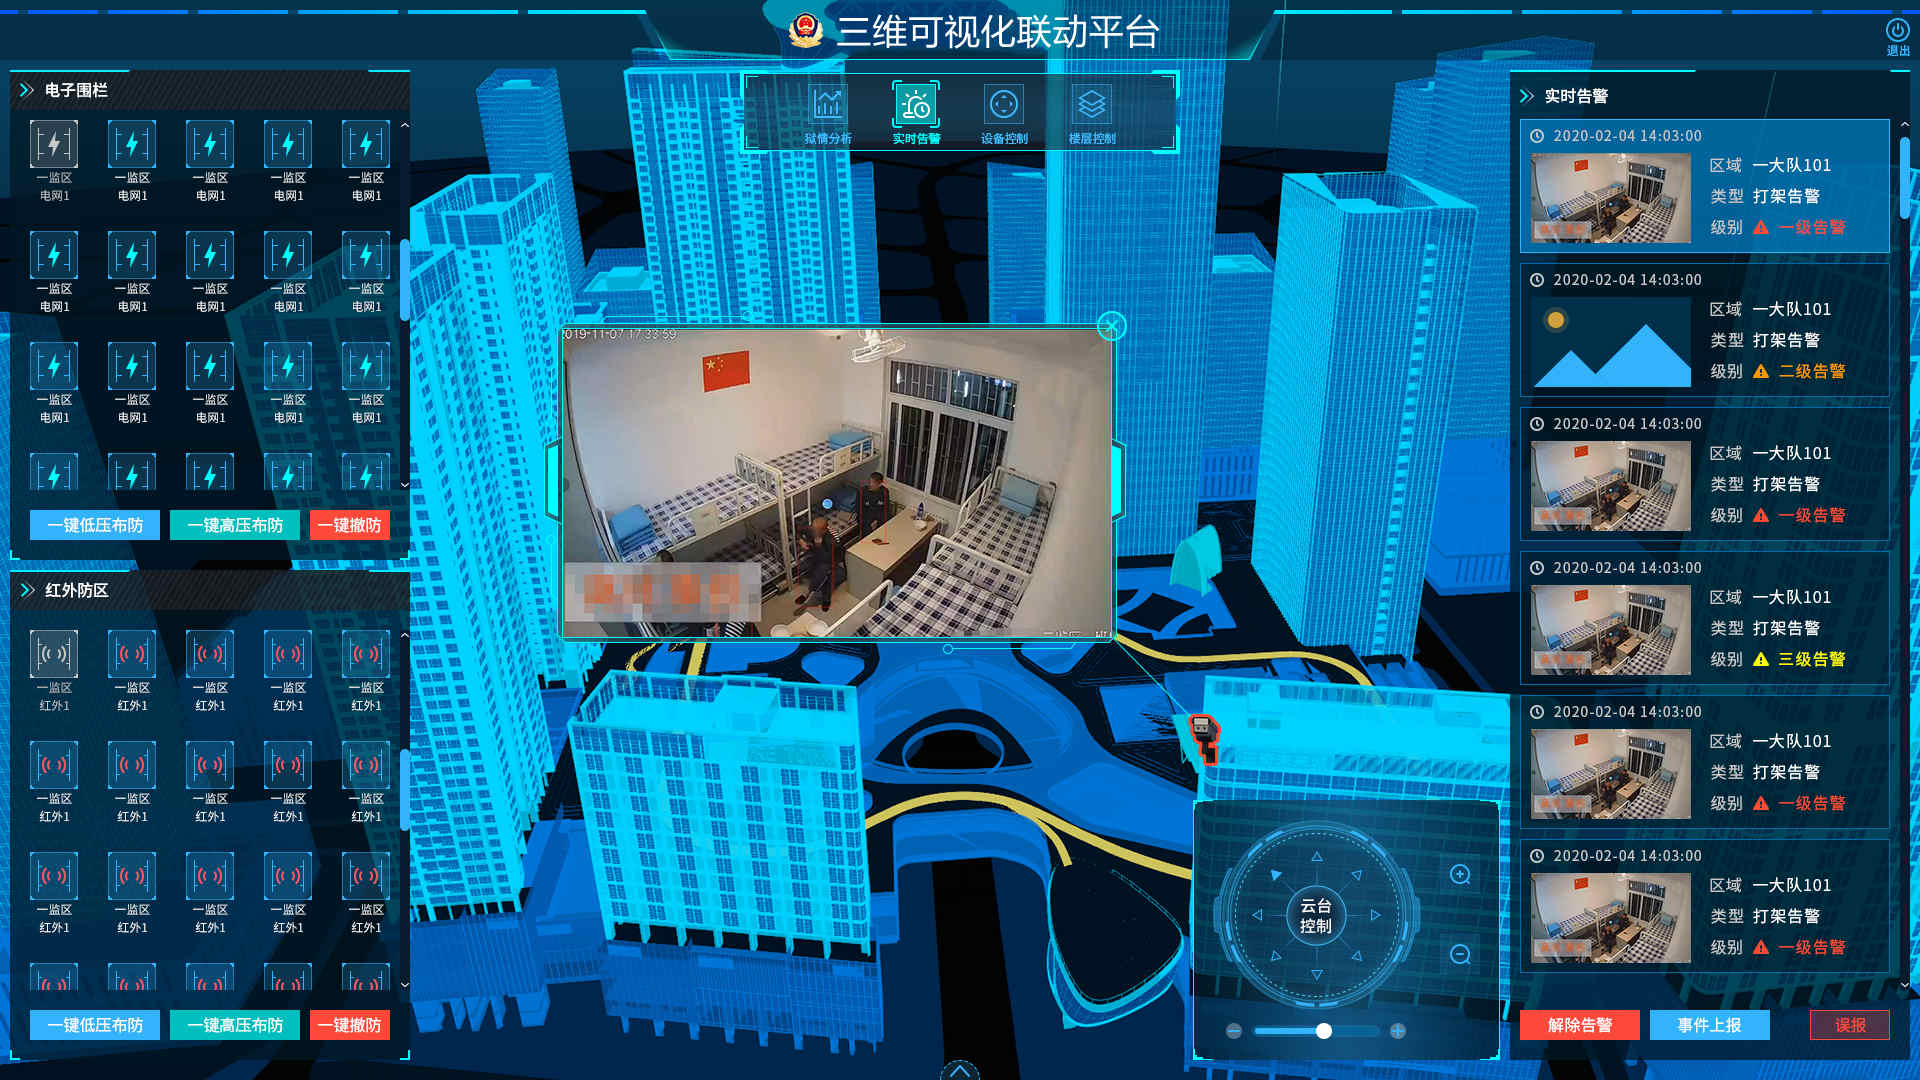 三维可视化联动平台
退出
狱情分析
实时告警
设备控制
楼层控制
电子围栏
一监区 一监区 一监区 一监区 一监区
电网1 电网1 电网1 电网1 电网1
一监区 一监区 一监区 一监区 一监区
电网1 电网1 电网1 电网1 电网1
一监区 一监区 一监区 一监区 一监区
电网1 电网1 电网1 电网1 电网1
一键低压布防 一键高压布防 一键撤防
红外防区
一监区 一监区 一监区 一监区 一监区
红外1 红外1 红外1 红外1 红外1
一监区 一监区 一监区 一监区 一监区
红外1 红外1 红外1 红外1 红外1
一监区 一监区 一监区 一监区 一监区
红外1 红外1 红外1 红外1 红外1
一键低压布防 一键高压布防 一键撤防
2019-11-07 17:33:59
云台
控制
实时告警
2020-02-04 14:03:00
区域 一大队101
类型 打架告警
级别 一级告警
2020-02-04 14:03:00
区域 一大队101
类型 打架告警
级别 二级告警
2020-02-04 14:03:00
区域 一大队101
类型 打架告警
级别 一级告警
2020-02-04 14:03:00
区域 一大队101
类型 打架告警
级别 三级告警
2020-02-04 14:03:00
区域 一大队101
类型 打架告警
级别 一级告警
2020-02-04 14:03:00
区域 一大队101
类型 打架告警
级别 一级告警
解除告警 事件上报 误报